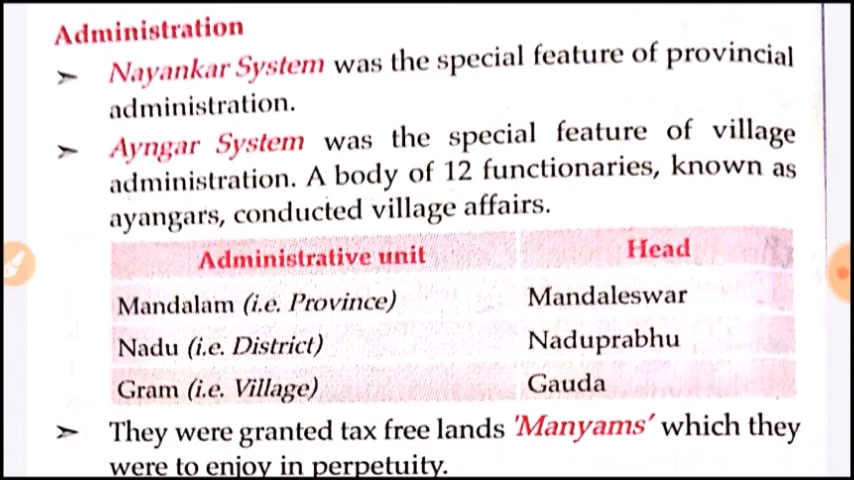 Administration
➢ Nayankar System was the special feature of provincial
administration.
➢ Ayngar System was the special feature of village
administration. A body of 12 functionaries, known as
ayangars, conducted village affairs.
Administrative unit Head
Mandalam (i.e. Province) Mandaleswar
Nadu (i.e. District) Naduprabhu
Gram (i.e. Village) Gauda
➢ They were granted tax free lands 'Manyams' which they
were to enjoy in perpetuity.